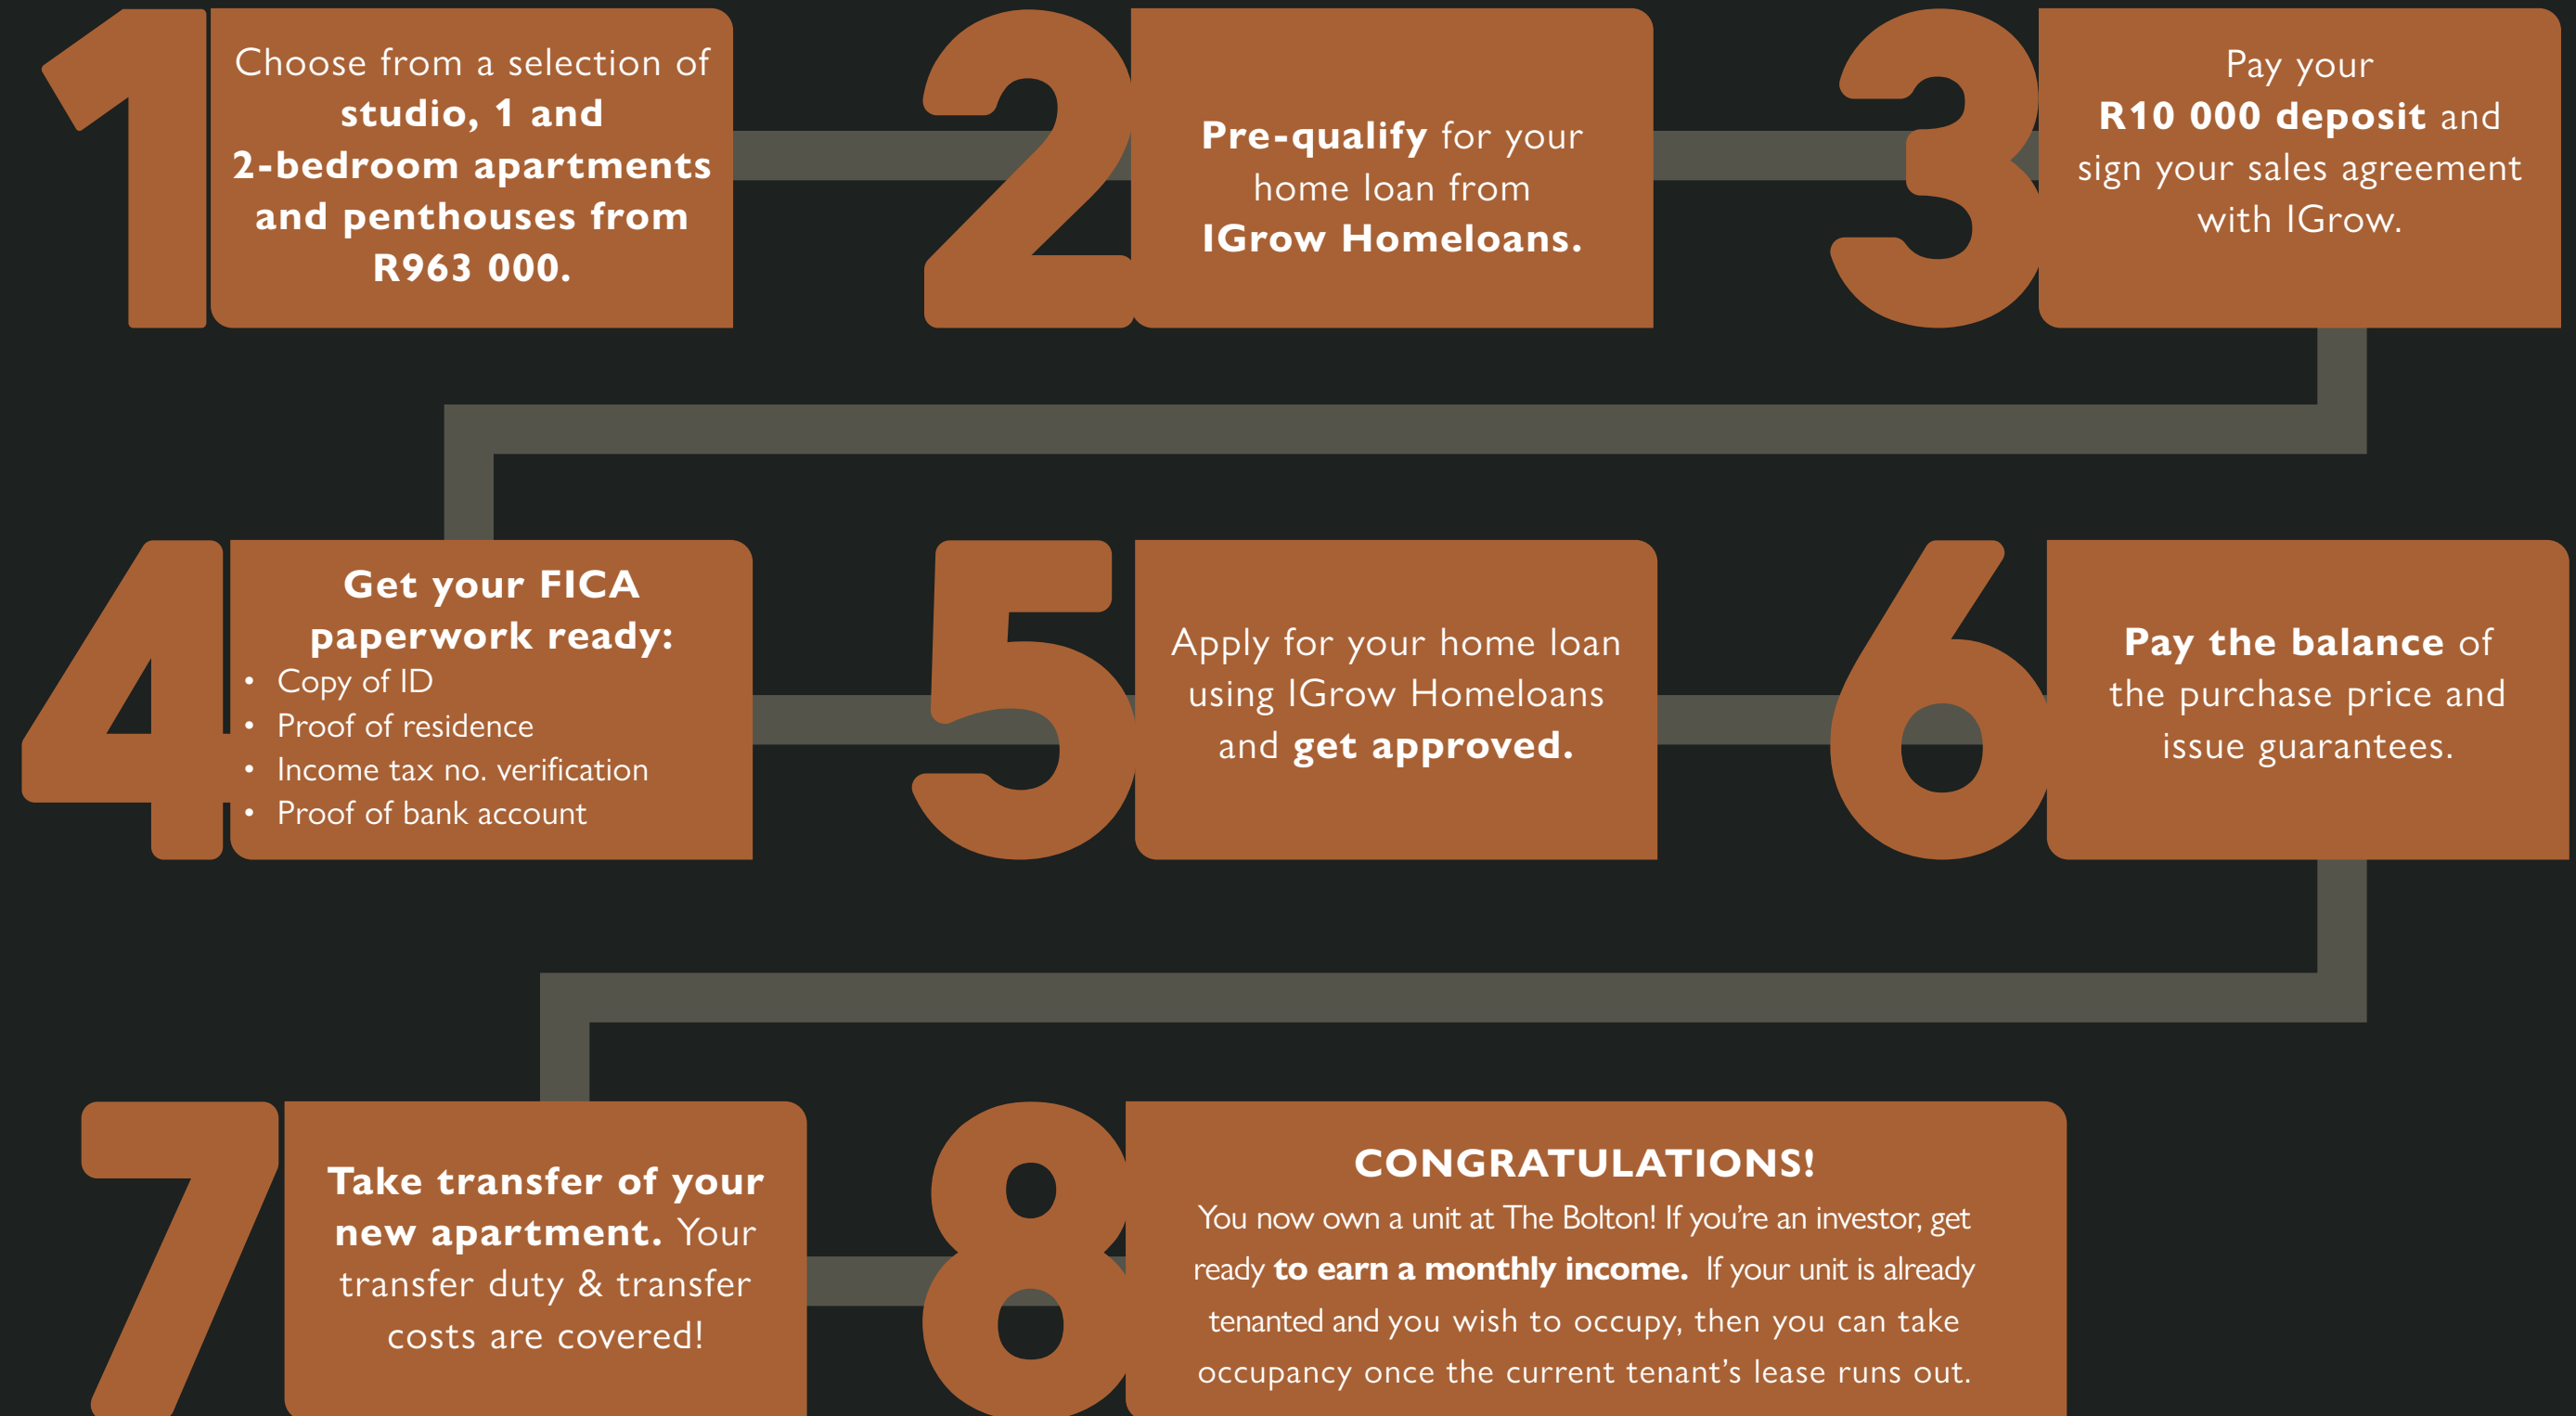 1
Choose from a selection of
studio, 1 and
2-bedroom apartments
and penthouses from
R963 000.
2
Pre-qualify for your
home loan from
IGrow Homeloans.
3
Pay your
R10 000 deposit and
sign your sales agreement
with IGrow.
4
Get your FICA
paperwork ready:
• Copy of ID
• Proof of residence
• Income tax no. verification
• Proof of bank account
5
Apply for your home loan
using IGrow Homeloans
and get approved.
6
Pay the balance of
the purchase price and
issue guarantees.
7
Take transfer of your
new apartment. Your
transfer duty & transfer
costs are covered!
8
CONGRATULATIONS!
You now own a unit at The Bolton! If you’re an investor, get
ready to earn a monthly income. If your unit is already
tenanted and you wish to occupy, then you can take
occupancy once the current tenant’s lease runs out.